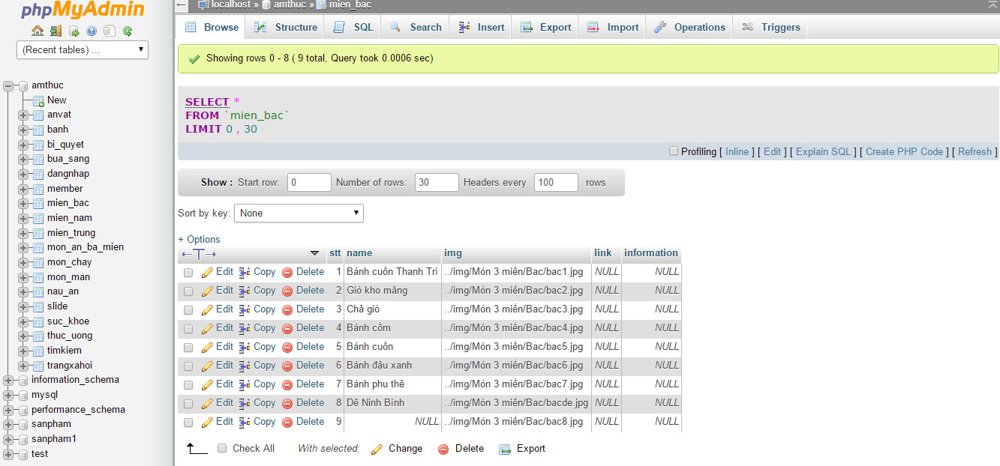 phpMyAdmin
(Recent tables) ...
amthuc
New
anvat
banh
bi_quyet
bua_sang
dangnhap
member
mien_bac
mien_nam
mien_trung
mon_an_ba_mien
mon_chay
mon_man
nau_an
slide
suc_khoe
thuc_uong
timkiem
trangxahoi
information_schema
mysql
performance_schema
sanpham
sanpham1
test
localhost » amthuc » mien_bac
Browse Structure SQL Search Insert Export Import Operations Triggers
Showing rows 0 - 8 ( 9 total, Query took 0.0006 sec)
SELECT *
FROM `mien_bac`
LIMIT 0 , 30
Profiling [ Inline ] [ Edit ] [ Explain SQL ] [ Create PHP Code ] [ Refresh ]
Show : Start row: 0 Number of rows: 30 Headers every 100 rows
Sort by key: None
+ Options
←T→ stt name img link information
Edit Copy Delete 1 Bánh cuốn Thanh Trì ../img/Món 3 miền/Bac/bac1.jpg NULL NULL
Edit Copy Delete 2 Giò kho măng ../img/Món 3 miền/Bac/bac2.jpg NULL NULL
Edit Copy Delete 3 Chả giò ../img/Món 3 miền/Bac/bac3.jpg NULL NULL
Edit Copy Delete 4 Bánh cốm ../img/Món 3 miền/Bac/bac4.jpg NULL NULL
Edit Copy Delete 5 Bánh cuốn ../img/Món 3 miền/Bac/bac5.jpg NULL NULL
Edit Copy Delete 6 Bánh đậu xanh ../img/Món 3 miền/Bac/bac6.jpg NULL NULL
Edit Copy Delete 7 Bánh phu thê ../img/Món 3 miền/Bac/bac7.jpg NULL NULL
Edit Copy Delete 8 Dê Ninh Bình ../img/Món 3 miền/Bac/bacde.jpg NULL NULL
Edit Copy Delete 9 NULL ../img/Món 3 miền/Bac/bac8.jpg NULL NULL
Check All With selected: Change Delete Export